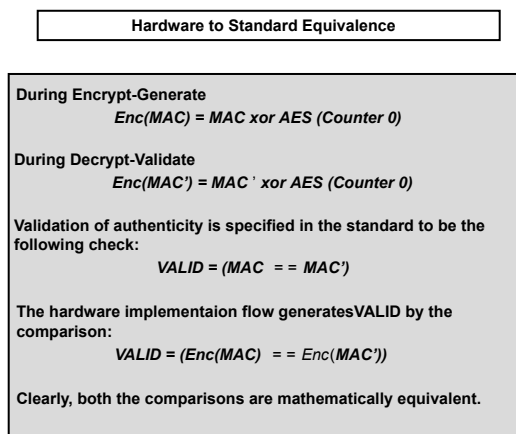 Hardware to Standard Equivalence
During Encrypt-Generate
Enc(MAC) = MAC xor AES (Counter 0)
During Decrypt-Validate
Enc(MAC') = MAC ' xor AES (Counter 0)
Validation of authenticity is specified in the standard to be the
following check:
VALID = (MAC = = MAC')
The hardware implementaion flow generatesVALID by the
comparison:
VALID = (Enc(MAC) = = Enc(MAC'))
Clearly, both the comparisons are mathematically equivalent.